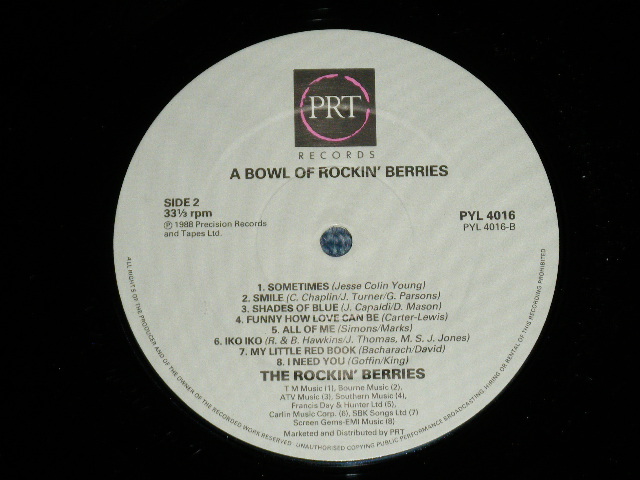 PRT
RECORDS
A BOWL OF ROCKIN' BERRIES
SIDE 2
33⅓ rpm
℗ 1988 Precision Records
and Tapes Ltd.
PYL 4016
PYL 4016-B
1. SOMETIMES (Jesse Colin Young)
2. SMILE (C. Chaplin/J. Turner/G. Parsons)
3. SHADES OF BLUE (J. Capaldi/D. Mason)
4. FUNNY HOW LOVE CAN BE (Carter-Lewis)
5. ALL OF ME (Simons/Marks)
6. IKO IKO (R. & B. Hawkins/J. Thomas, M. S. J. Jones)
7. MY LITTLE RED BOOK (Bacharach/David)
8. I NEED YOU (Goffin/King)
THE ROCKIN' BERRIES
T M Music (1), Bourne Music (2),
ATV Music (3), Southern Music (4),
Francis Day & Hunter Ltd (5),
Carlin Music Corp. (6), SBK Songs Ltd (7)
Screen Gems-EMI Music (8)
Marketed and Distributed by PRT
ALL RIGHTS OF THE PRODUCER AND OF THE OWNER OF THE RECORDED WORK RESERVED · UNAUTHORISED COPYING PUBLIC PERFORMANCE BROADCASTING, HIRING OR RENTAL OF THIS RECORDING PROHIBITED